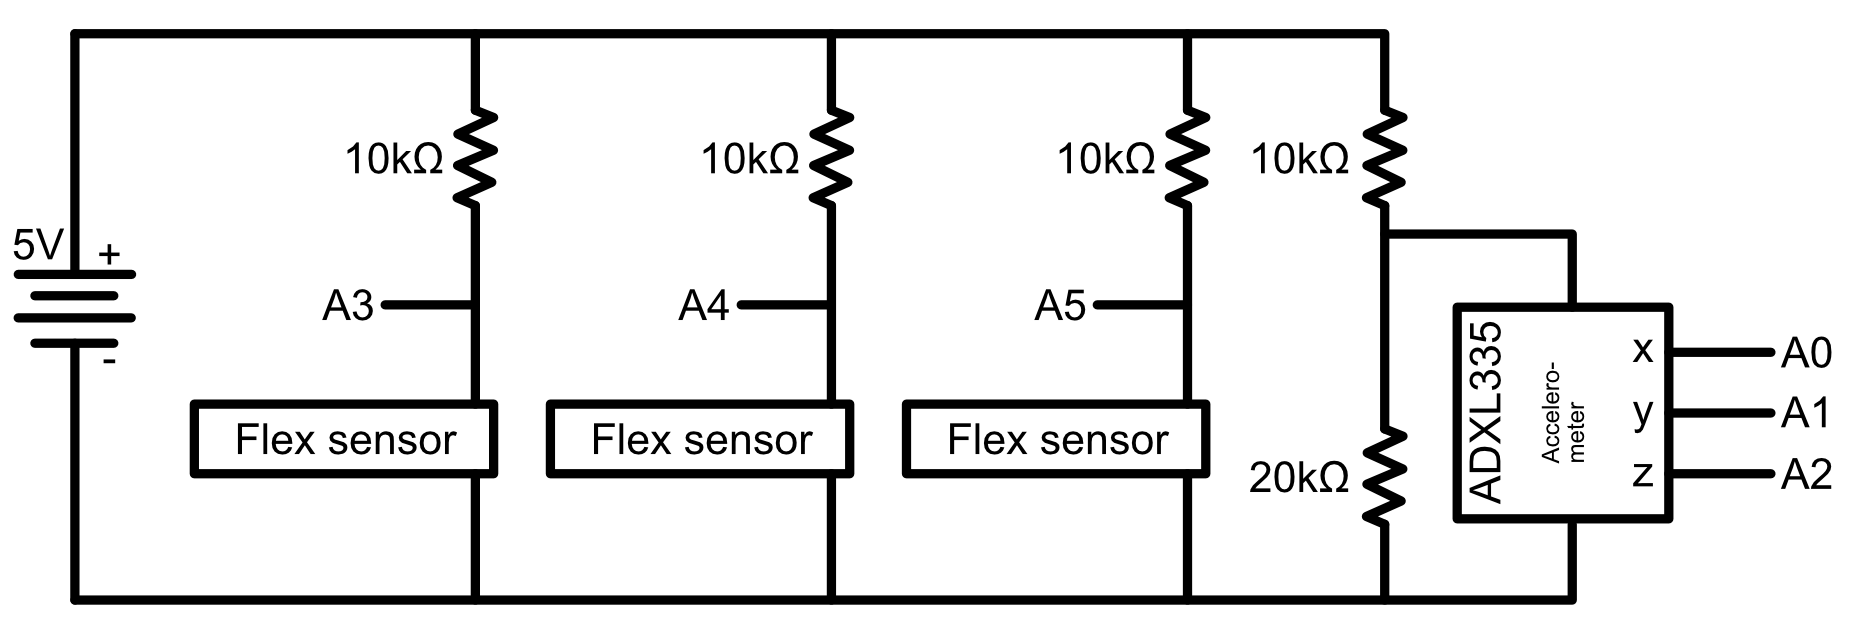 10kΩ
10kΩ
10kΩ
10kΩ
5V
+
-
A3
A4
A5
Flex sensor
Flex sensor
Flex sensor
20kΩ
ADXL335
Accelero-
meter
x
A0
y
A1
z
A2